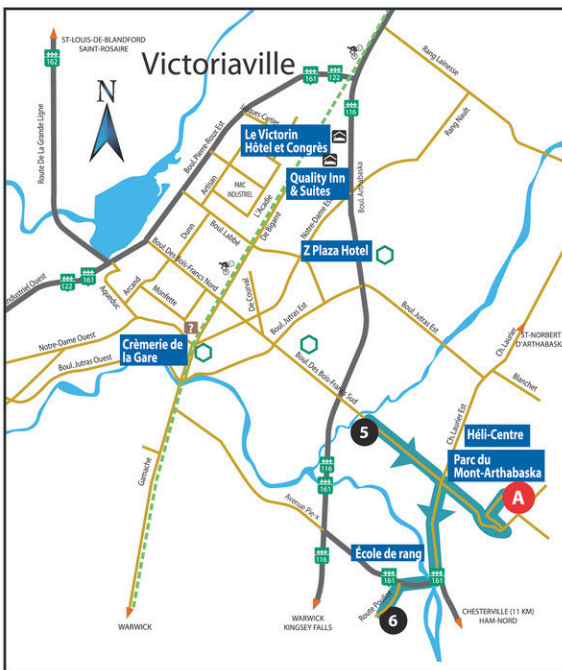 ST-LOUIS-DE-BLANDFORD
SAINT-ROSAIRE
162
Victoriaville
161
122
116
Rang Lainesse
Rang Nault
N
Route De La Grande Ligne
Boul. Pierre-Roux Est
Jacques-Cartier
Le Victorin
Hôtel et Congrès
Quality Inn
& Suites
Artisan
PARC
INDUSTRIEL
L'Acadie
De Bigarré
Notre-Dame Est
Boul. Arthabaska
Z Plaza Hotel
Dunn
Boul. Labbé
Boul. Des Bois-Francs Nord
161
122
Industriel Ouest
Aqueduc
Arcand
Monfette
De Courval
Boul. Jutras Est
Boul. Jutras Est
Notre-Dame Ouest
Boul. Jutras Ouest
?
Crèmerie de
la Gare
Boul. Des Bois-Francs Sud
Ch. Laurier
ST-NORBERT
D'ARTHABASK
Blanchet
5
Ch. Laurier Est
Héli-Centre
Parc du
Mont-Arthabaska
A
Gamache
116
161
Avenue Pie-x
116
École de rang
161
161
Route Pouliot
6
WARWICK
WARWICK
KINGSEY FALLS
CHESTERVILLE (11 KM)
HAM-NORD